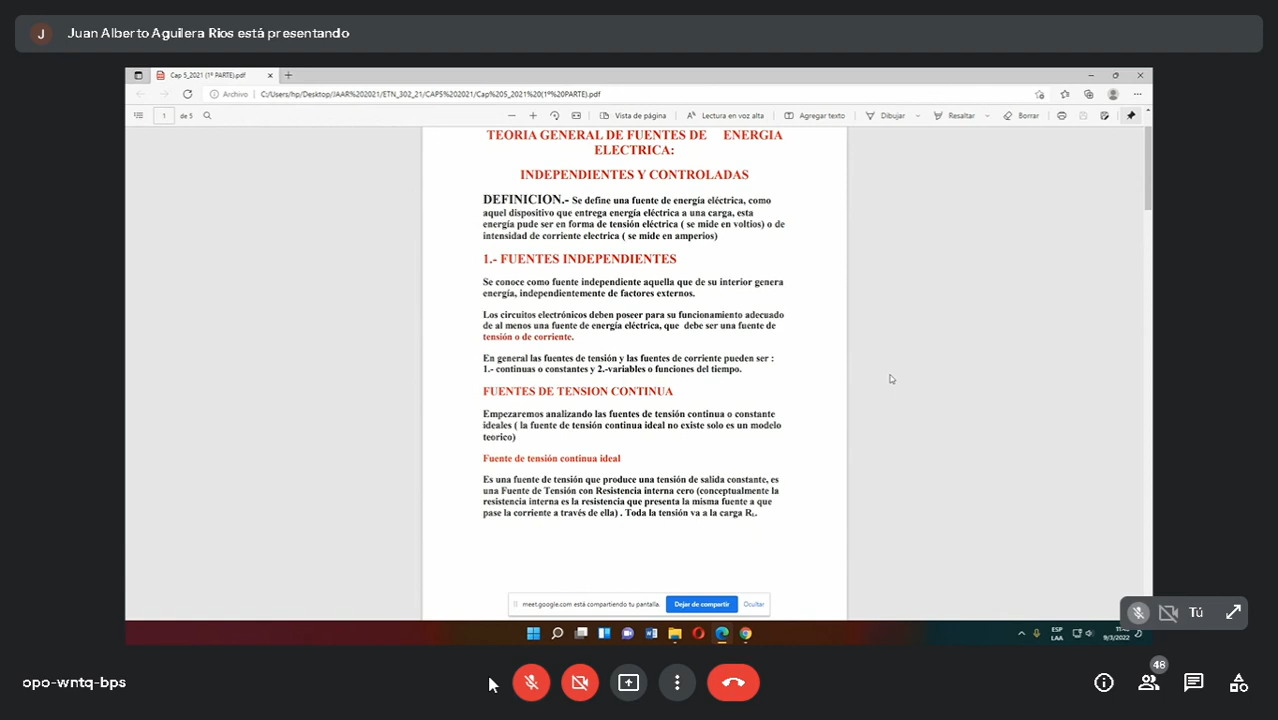 J Juan Alberto Aguilera Rios está presentando
Cap 5_2021 (1ª PARTE).pdf
Archivo C:/Users/hp/Desktop/JAAR%202021/ETN_302_21/CAPS%202021/Cap%205_2021%20(1º%20PARTE).pdf
1 de 5 Vista de página Lectura en voz alta Agregar texto Dibujar Resaltar Borrar
TEORIA GENERAL DE FUENTES DE ENERGIA
ELECTRICA:
INDEPENDIENTES Y CONTROLADAS
DEFINICION.- Se define una fuente de energía eléctrica, como
aquel dispositivo que entrega energía eléctrica a una carga, esta
energía pude ser en forma de tensión eléctrica ( se mide en voltios) o de
intensidad de corriente electrica ( se mide en amperios)
1.- FUENTES INDEPENDIENTES
Se conoce como fuente independiente aquella que de su interior genera
energía, independientemente de factores externos.
Los circuitos electrónicos deben poseer para su funcionamiento adecuado
de al menos una fuente de energía eléctrica, que debe ser una fuente de
tensión o de corriente.
En general las fuentes de tensión y las fuentes de corriente pueden ser :
1.- continuas o constantes y 2.-variables o funciones del tiempo.
FUENTES DE TENSION CONTINUA
Empezaremos analizando las fuentes de tensión continua o constante
ideales ( la fuente de tensión continua ideal no existe solo es un modelo
teorico)
Fuente de tensión continua ideal
Es una fuente de tensión que produce una tensión de salida constante, es
una Fuente de Tensión con Resistencia interna cero (conceptualmente la
resistencia interna es la resistencia que presenta la misma fuente a que
pase la corriente a través de ella) . Toda la tensión va a la carga RL.
meet.google.com está compartiendo tu pantalla. Dejar de compartir Ocultar
Tú
ESP
LAA 9/3/2022
opo-wntq-bps
48